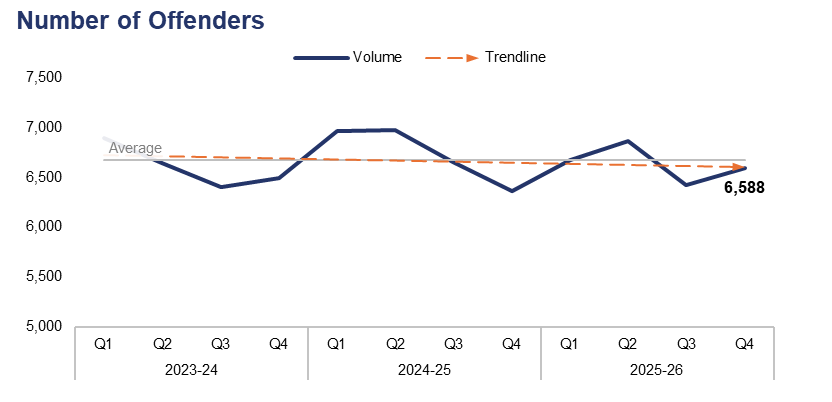 Number of Offenders
Volume
Trendline
7,500
7,000
6,500
6,000
5,500
5,000
Average
6,588
Q1 Q2 Q3 Q4 Q1 Q2 Q3 Q4 Q1 Q2 Q3 Q4
2023-24 2024-25 2025-26